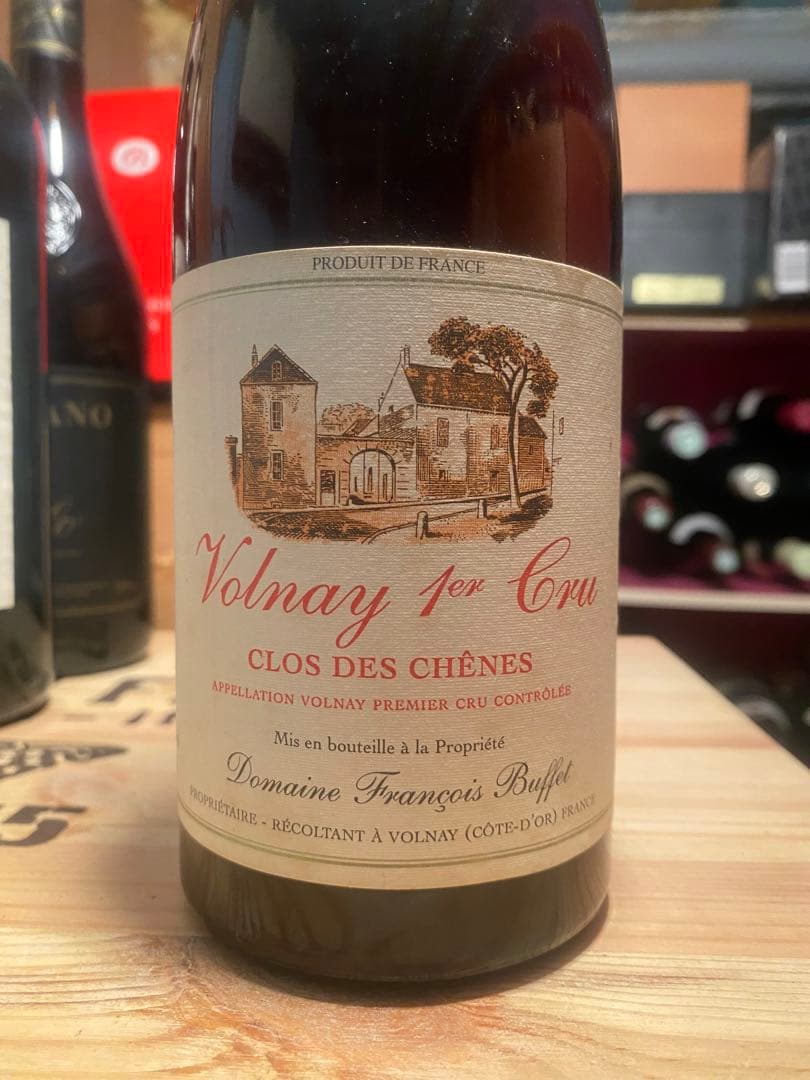 PRODUIT DE FRANCE
Volnay 1er Cru
CLOS DES CHÊNES
APPELLATION VOLNAY PREMIER CRU CONTRÔLÉE
Mis en bouteille à la Propriété
Domaine François Buffet
PROPRIÉTAIRE - RÉCOLTANT À VOLNAY (CÔTE-D'OR) FRANCE
ANO